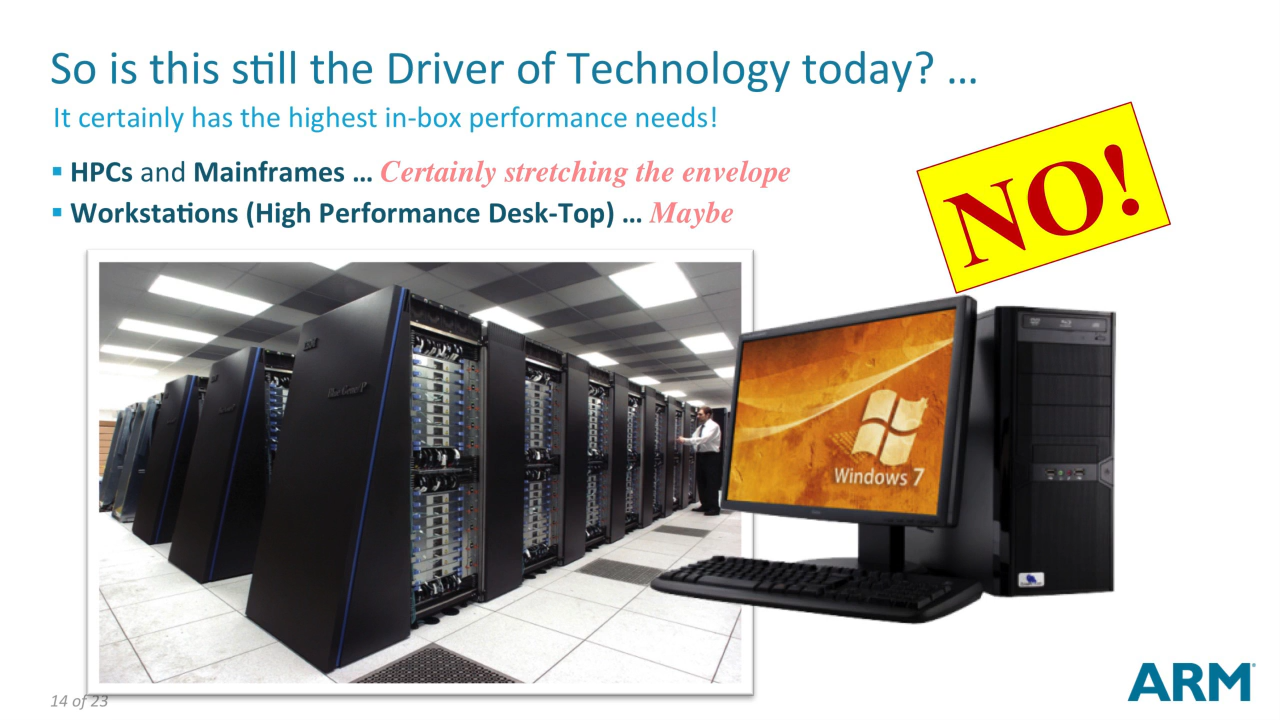 So is this still the Driver of Technology today? …
It certainly has the highest in-box performance needs!
▪ HPCs and Mainframes … Certainly stretching the envelope
▪ Workstations (High Performance Desk-Top) … Maybe
NO!
Windows 7
14 of 23
ARM